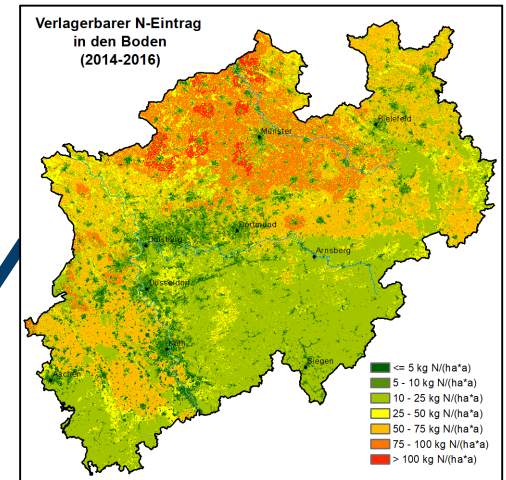 Verlagerbarer N-Eintrag
in den Boden
(2014-2016)
Münster
Bielefeld
Dortmund
Duisburg
Arnsberg
Düsseldorf
Köln
Siegen
Aachen
<= 5 kg N/(ha*a)
5 - 10 kg N/(ha*a)
10 - 25 kg N/(ha*a)
25 - 50 kg N/(ha*a)
50 - 75 kg N/(ha*a)
75 - 100 kg N/(ha*a)
> 100 kg N/(ha*a)